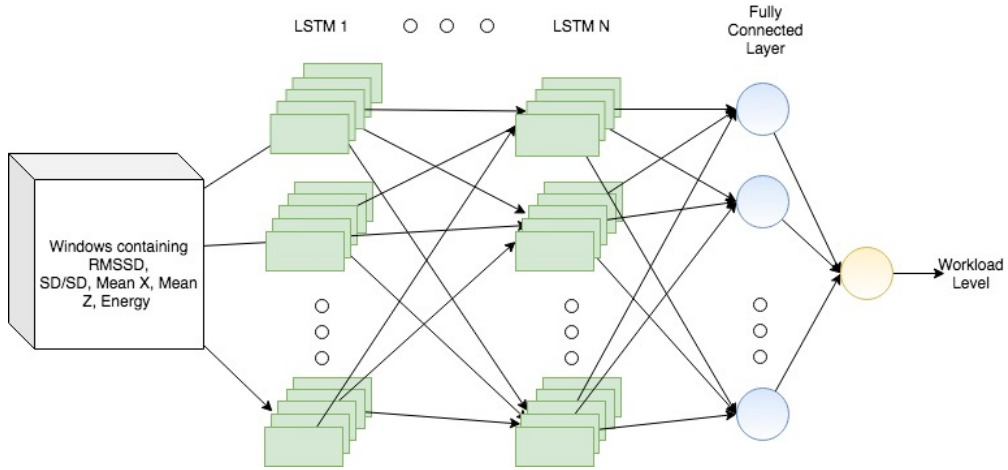 LSTM 1
LSTM N
Fully
Connected
Layer
Windows containing
RMSSD,
SD/SD, Mean X, Mean
Z, Energy
Workload
Level